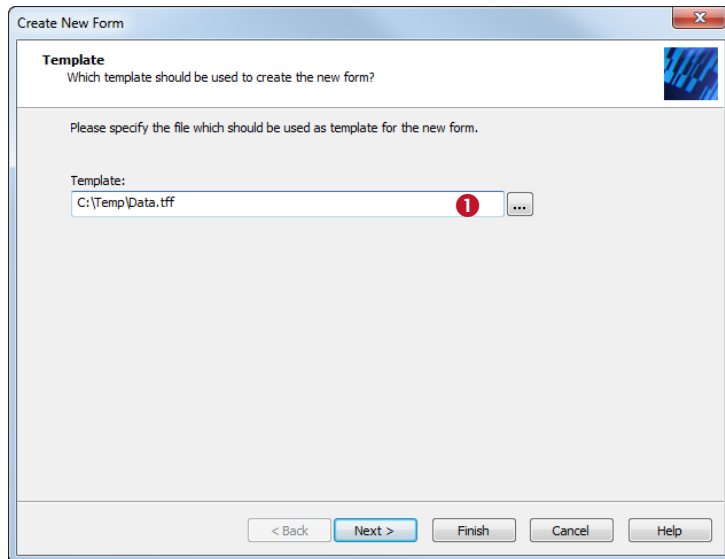 Create New Form
x
Template
Which template should be used to create the new form?
Please specify the file which should be used as template for the new form.
Template:
C:\Temp\Data.tff
1
...
< Back Next > Finish Cancel Help